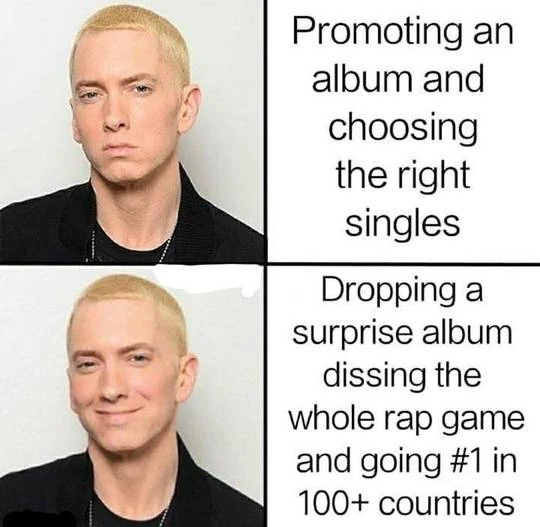 Promoting an
album and
choosing
the right
singles
Dropping a
surprise album
dissing the
whole rap game
and going #1 in
100+ countries